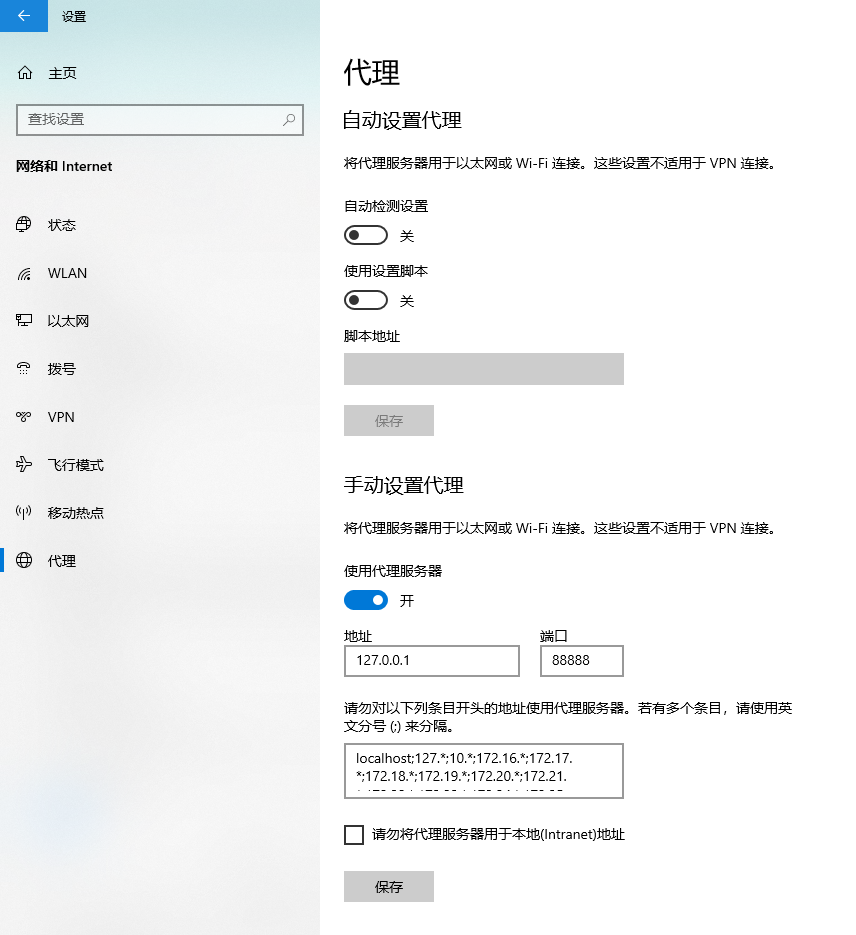 设置
主页
查找设置
网络和 Internet
状态
WLAN
以太网
拨号
VPN
飞行模式
移动热点
代理
代理
自动设置代理
将代理服务器用于以太网或 Wi-Fi 连接。这些设置不适用于 VPN 连接。
自动检测设置
关
使用设置脚本
关
脚本地址
保存
手动设置代理
将代理服务器用于以太网或 Wi-Fi 连接。这些设置不适用于 VPN 连接。
使用代理服务器
开
地址 端口
127.0.0.1 88888
请勿对以下列条目开头的地址使用代理服务器。若有多个条目，请使用英
文分号 (;) 来分隔。
localhost;127.*;10.*;172.16.*;172.17.
*;172.18.*;172.19.*;172.20.*;172.21.
请勿将代理服务器用于本地(Intranet)地址
保存